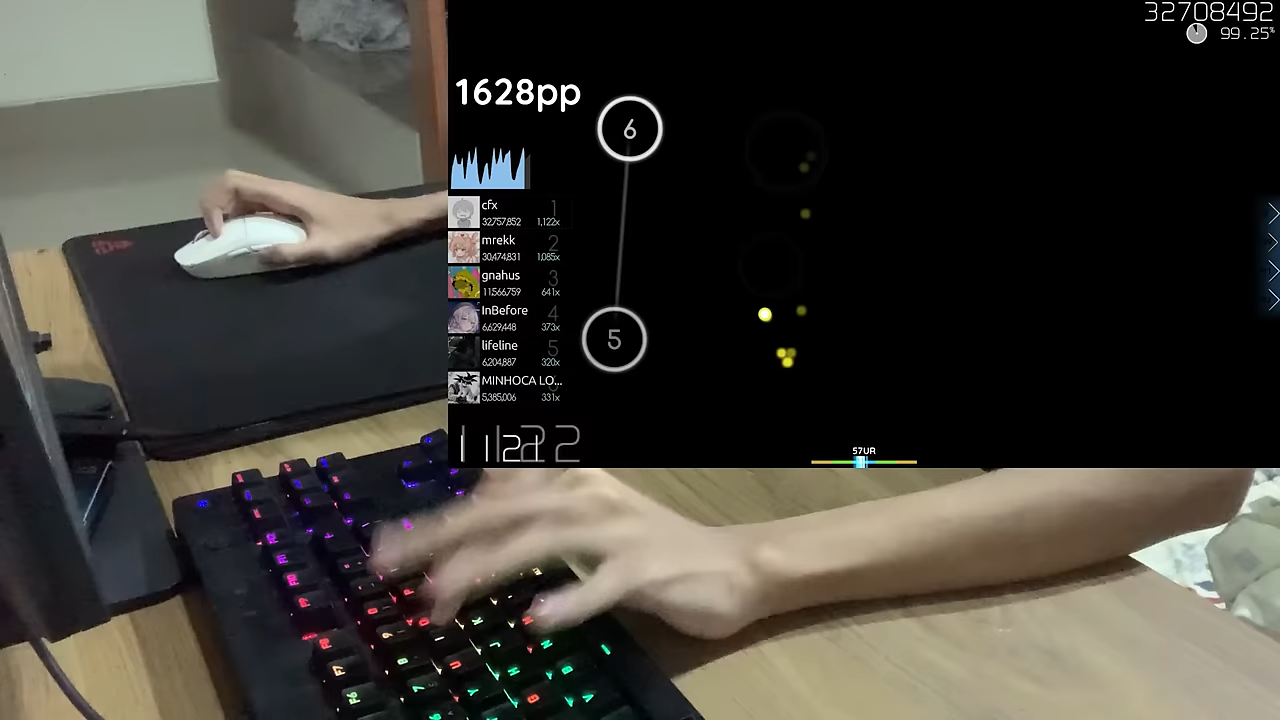 32708492
99.25%
1628pp
6
5
cfx 1
32,757,852 1,122x
mrekk 2
30,474,831 1,085x
gnahus 3
11,566,759 641x
InBefore 4
6,629,448 373x
lifeline 5
6,204,887 320x
MINHOCA LO...
5,385,006 331x
57UR